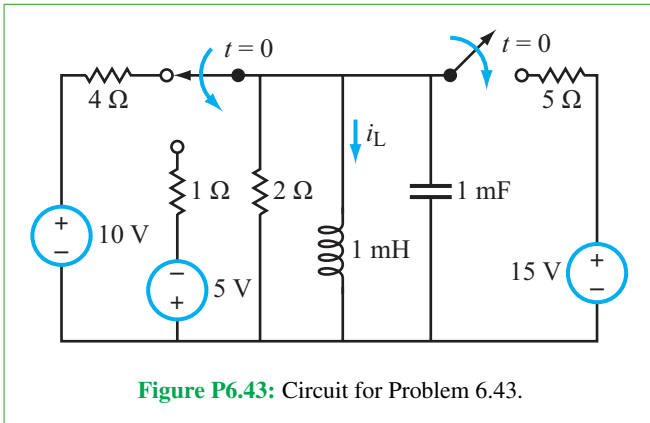 t = 0
t = 0
4 Ω
5 Ω
i_L
1 Ω
2 Ω
1 mF
+
−
10 V
1 mH
−
+
5 V
15 V
+
−
Figure P6.43: Circuit for Problem 6.43.